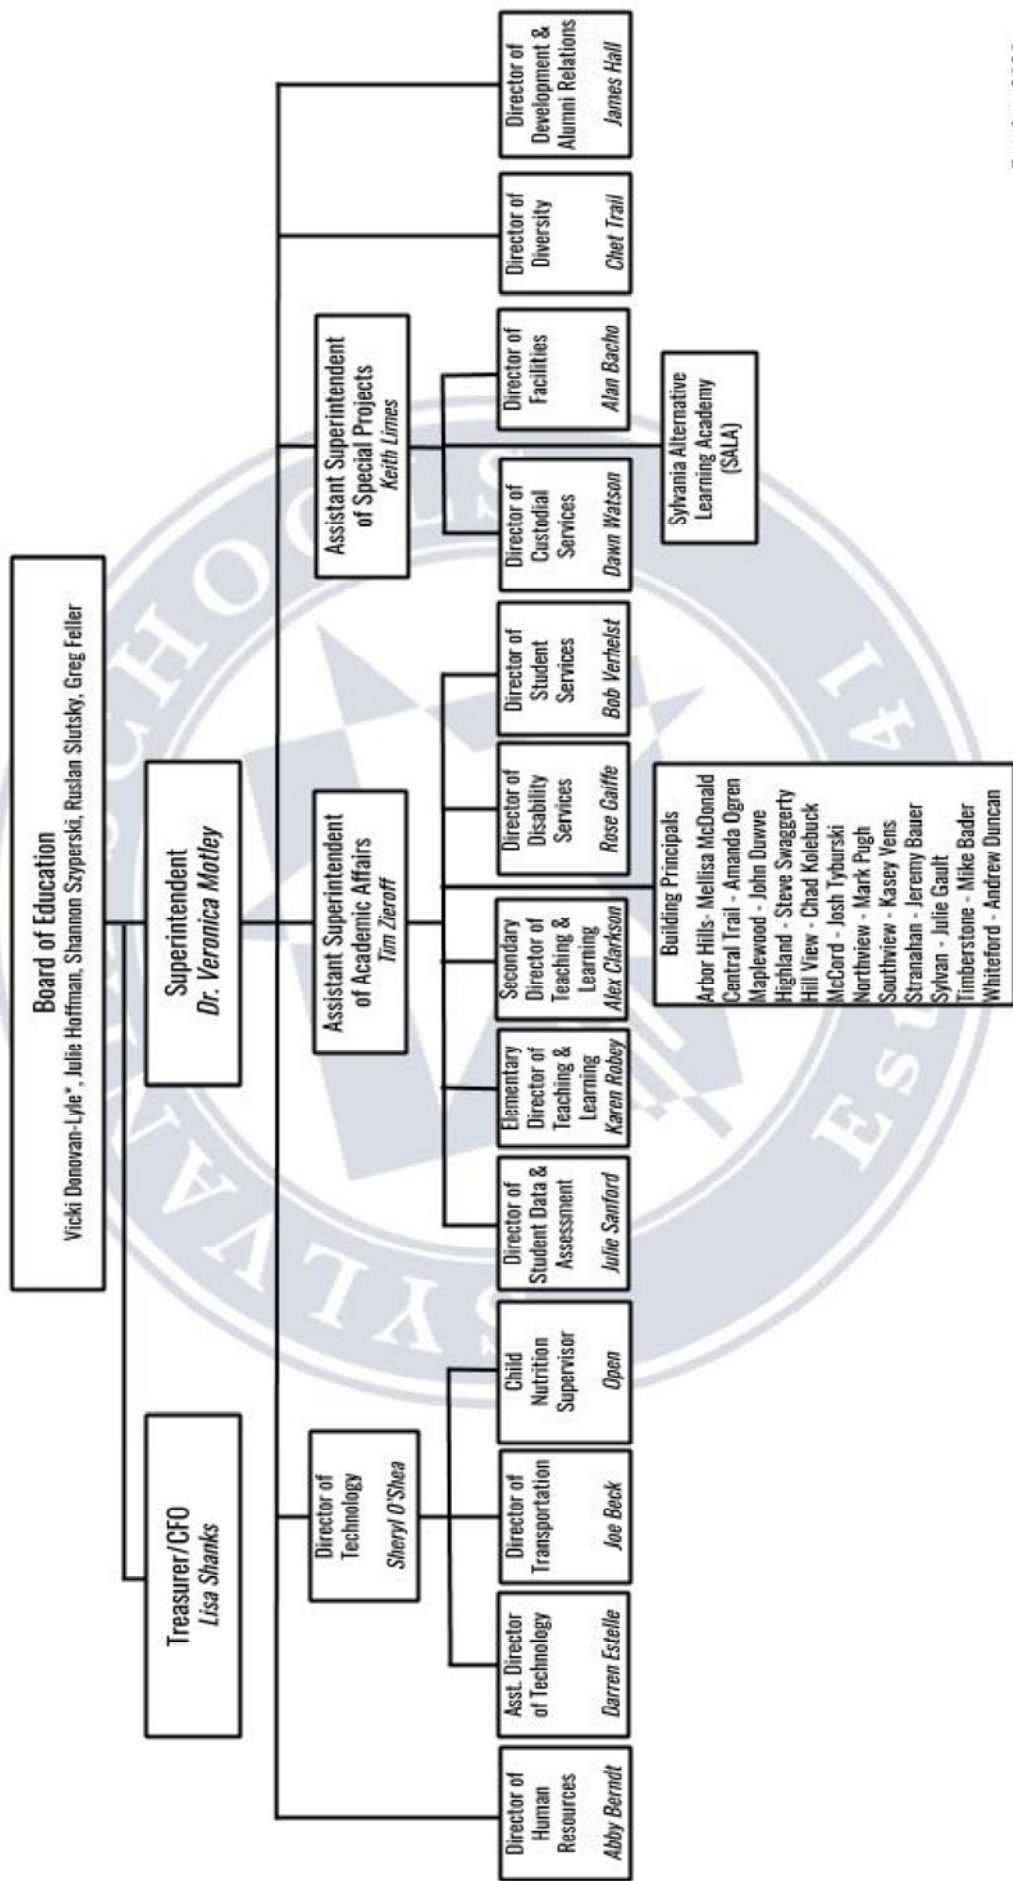 Board of Education
Vicki Donovan-Lyle*, Julie Hoffman, Shannon Szyperski, Ruslan Slutsky, Greg Feller
Treasurer/CFO
Lisa Shanks
Superintendent
Dr. Veronica Motley
Director of
Technology
Sheryl O'Shea
Assistant Superintendent
of Academic Affairs
Tim Zieroff
Assistant Superintendent
of Special Projects
Keith Limes
Director of
Human
Resources
Abby Berndt
Asst. Director
of Technology
Darren Estelle
Director of
Transportation
Joe Beck
Child
Nutrition
Supervisor
Open
Director of
Student Data &
Assessment
Julie Sanford
Elementary
Director of
Teaching &
Learning
Karen Robey
Secondary
Director of
Teaching &
Learning
Alex Clarkson
Director of
Disability
Services
Rose Gaiffe
Director of
Student
Services
Bob Verhelst
Director of
Custodial
Services
Dawn Watson
Director of
Facilities
Alan Bacho
Director of
Diversity
Chet Trail
Director of
Development &
Alumni Relations
James Hall
Building Principals
Arbor Hills- Mellisa McDonald
Central Trail - Amanda Ogren
Maplewood - John Duwve
Highland - Steve Swaggerty
Hill View - Chad Kolebuck
McCord - Josh Tyburski
Northview - Mark Pugh
Southview - Kasey Vens
Stranahan - Jeremy Bauer
Sylvan - Julie Gault
Timberstone - Mike Bader
Whiteford - Andrew Duncan
Sylvania Alternative
Learning Academy
(SALA)
SYLVAN
CHOOLS
Est
41